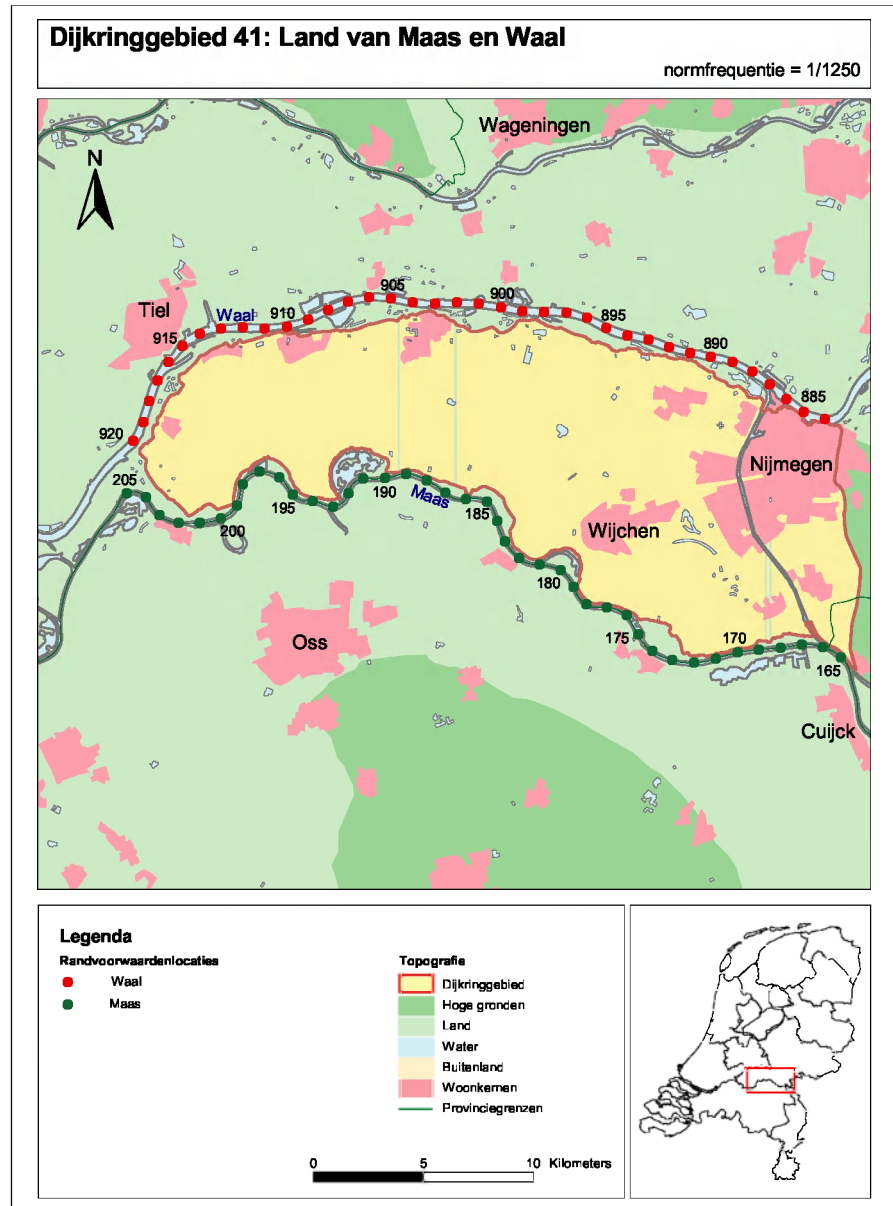 Dijkringgebied 41: Land van Maas en Waal
normfrequentie = 1/1250
Wageningen
N
Tiel
Waal
910
905
900
895
890
885
915
920
Nijmegen
205
200
195
190
Maas
185
Wijchen
180
175
170
165
Oss
Cuijck
Legenda
Randvoorwaardenlocaties
Waal
Maas
Topografie
Dijkringgebied
Hoge gronden
Land
Water
Buitenland
Woonkernen
Provinciegrenzen
0 5 10 Kilometers